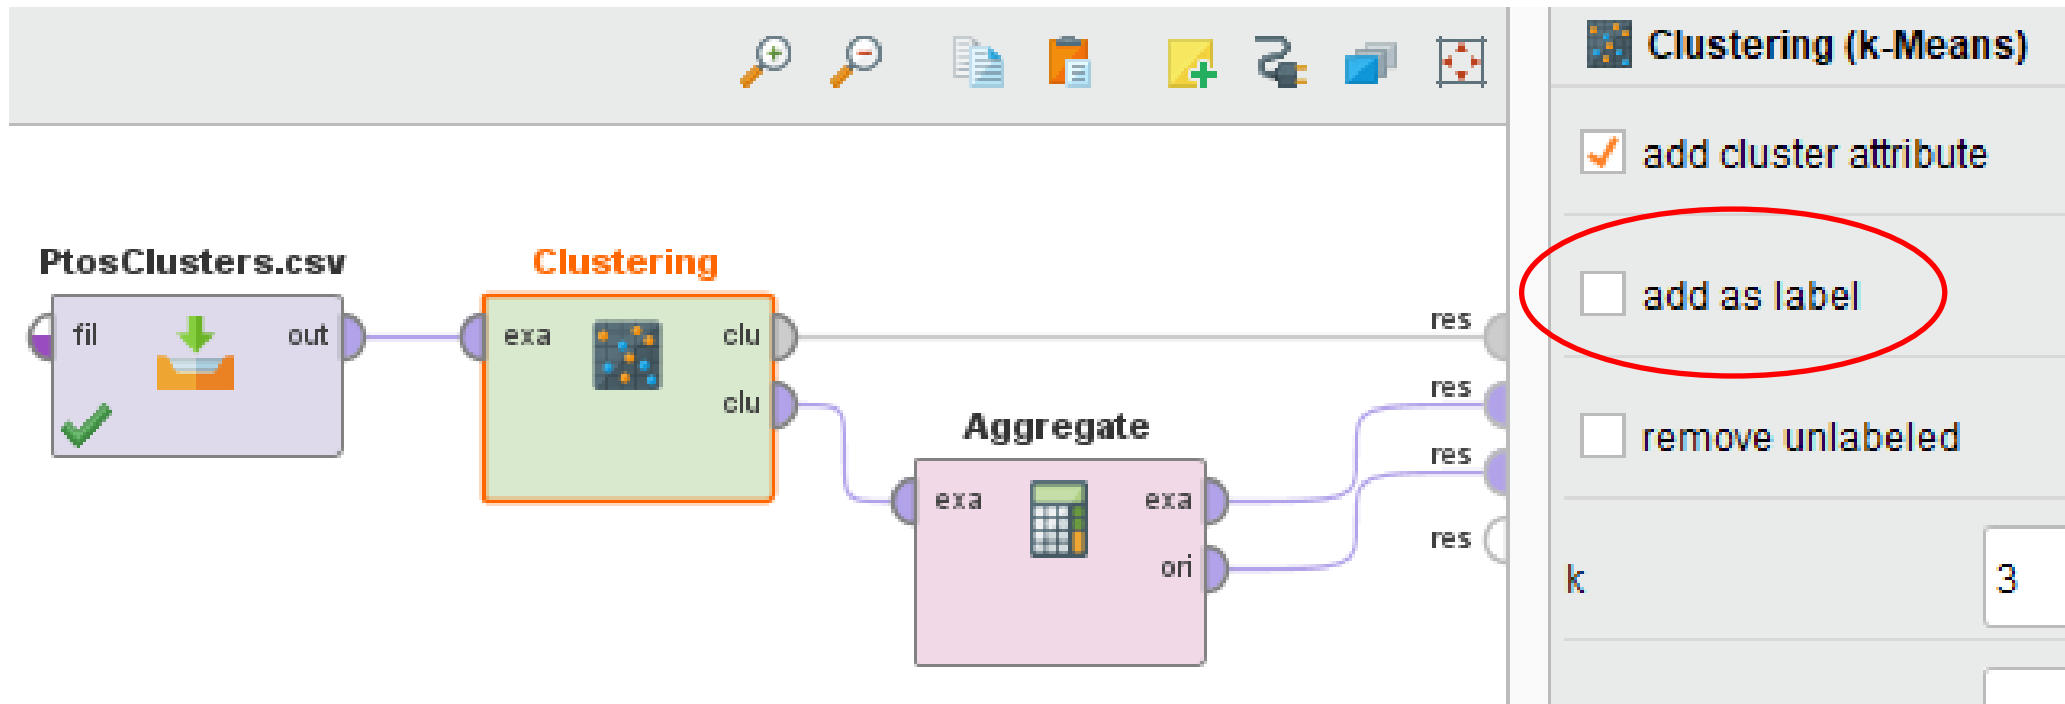 PtosClusters.csv
fil
out
Clustering
exa
clu
clu
Aggregate
exa
exa
ori
res
res
res
res
Clustering (k-Means)
add cluster attribute
add as label
remove unlabeled
k
3